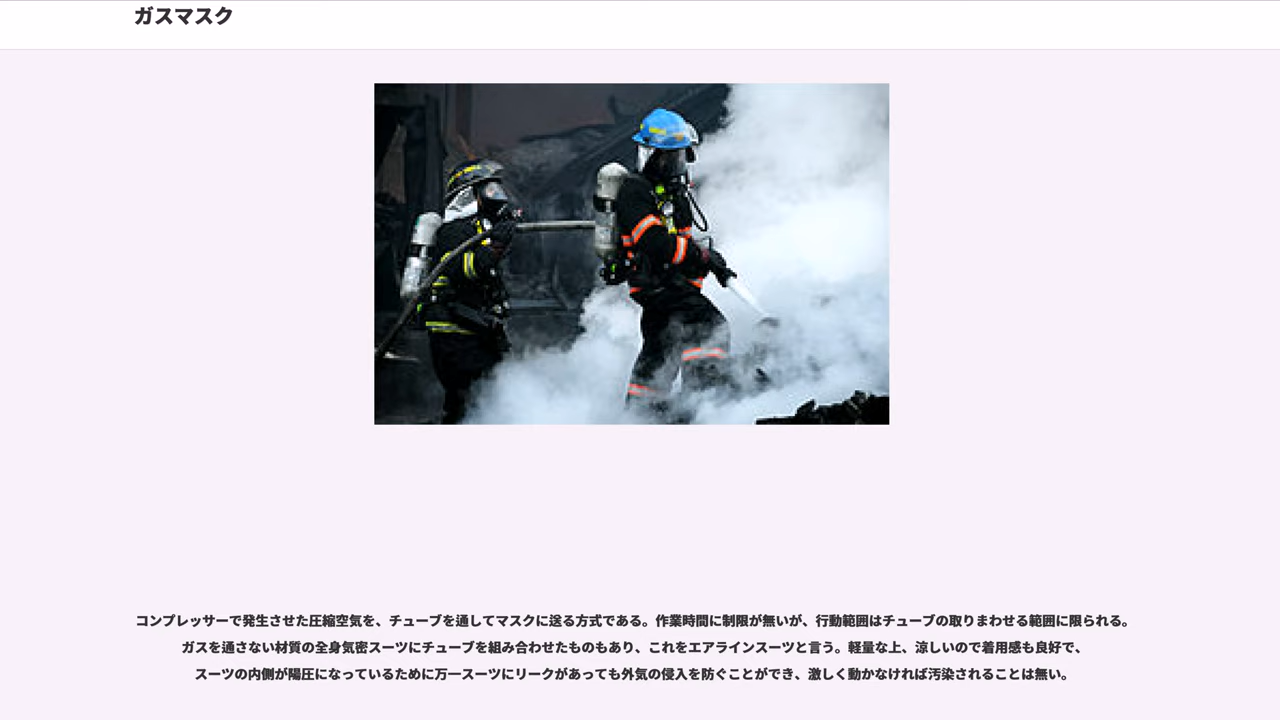 ガスマスク
コンプレッサーで発生させた圧縮空気を、チューブを通してマスクに送る方式である。作業時間に制限が無いが、行動範囲はチューブの取りまわせる範囲に限られる。
ガスを通さない材質の全身気密スーツにチューブを組み合わせたものもあり、これをエアラインスーツと言う。軽量な上、涼しいので着用感も良好で、
スーツの内側が陽圧になっているために万一スーツにリークがあっても外気の侵入を防ぐことができ、激しく動かなければ汚染されることは無い。